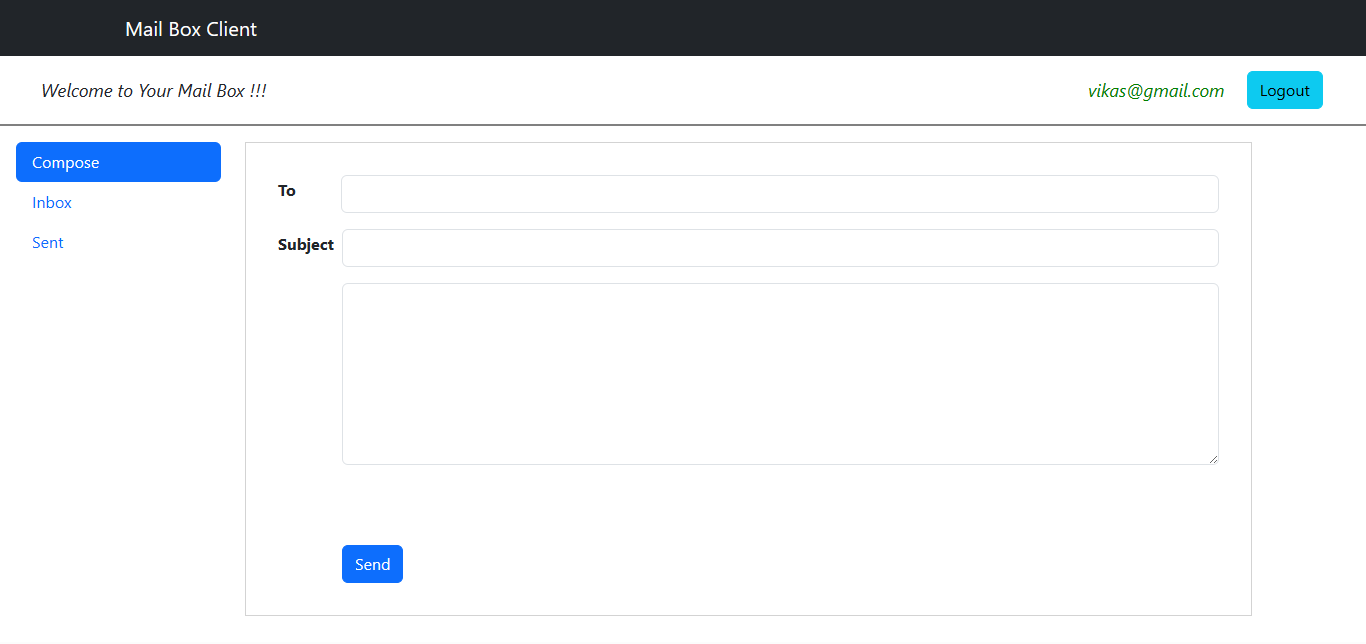 Mail Box Client
Welcome to Your Mail Box !!!
vikas@gmail.com
Logout
Compose
Inbox
Sent
To
Subject
Send